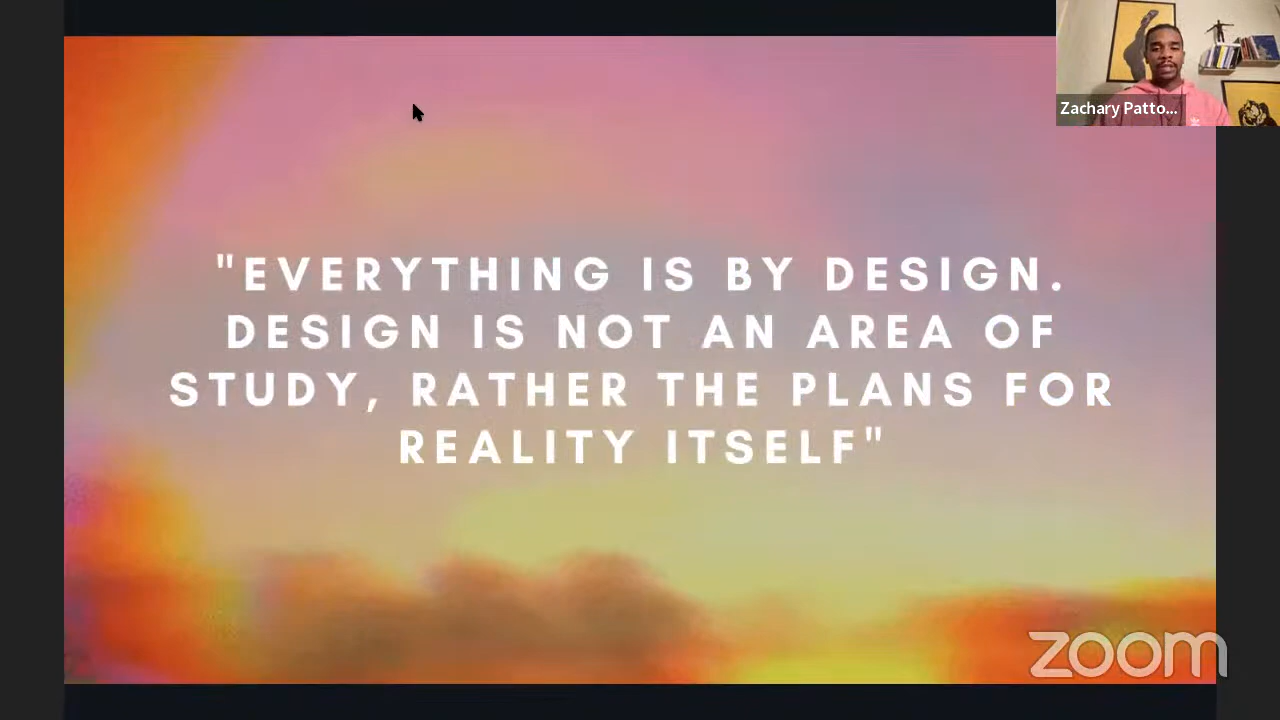 Zachary Patto...
"EVERYTHING IS BY DESIGN.
DESIGN IS NOT AN AREA OF
STUDY, RATHER THE PLANS FOR
REALITY ITSELF"
zoom